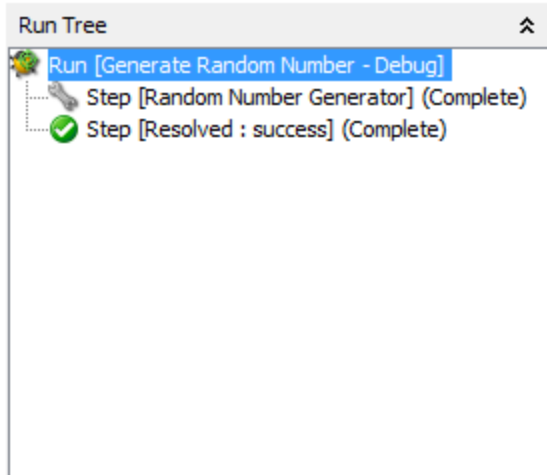 Run Tree
Run [Generate Random Number - Debug]
Step [Random Number Generator] (Complete)
Step [Resolved : success] (Complete)